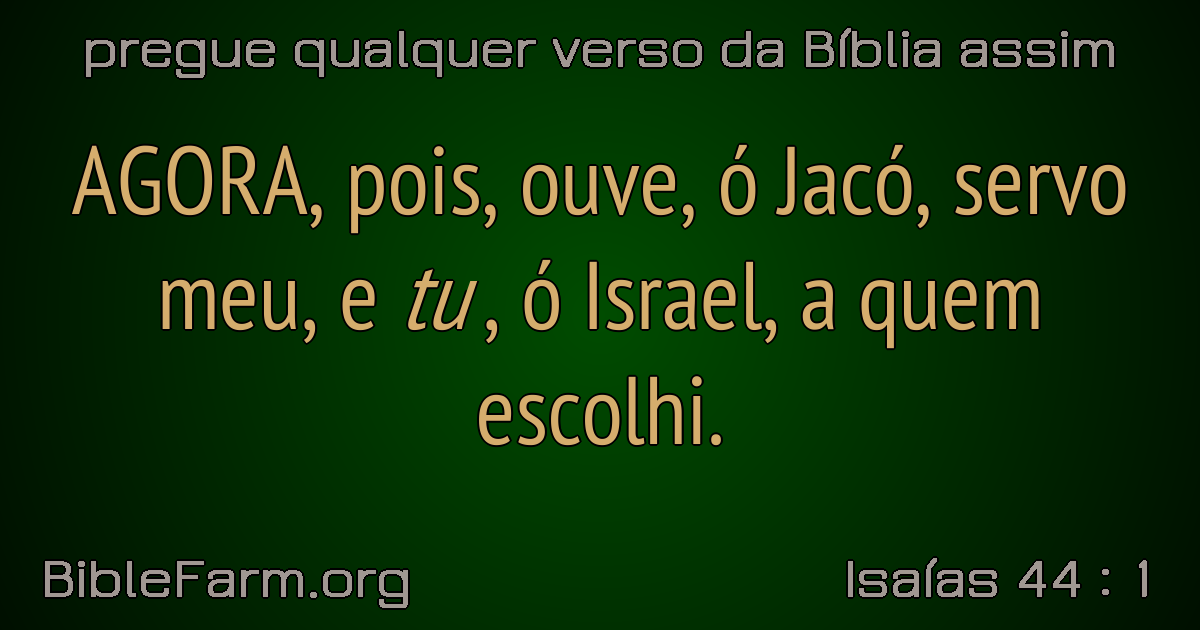 pregue qualquer verso da Bíblia assim
AGORA, pois, ouve, ó Jacó, servo
meu, e tu, ó Israel, a quem
escolhi.
BibleFarm.org
Isaías 44 : 1